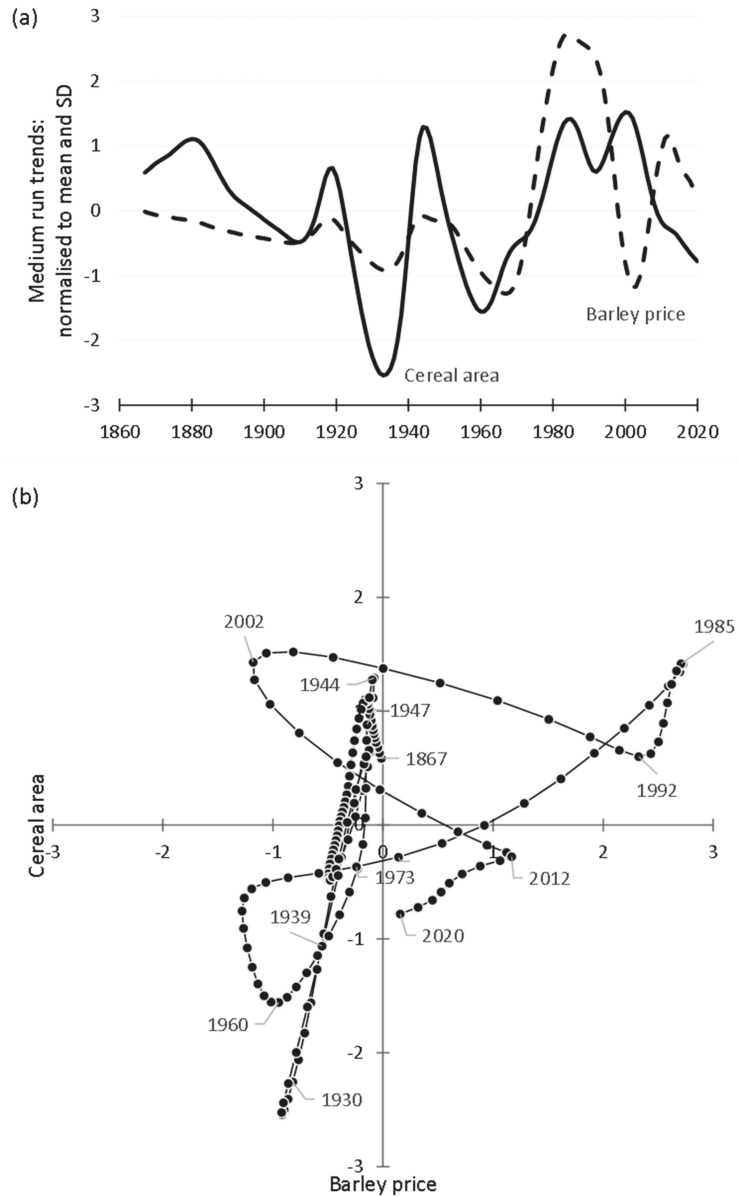 (a)
3
2
1
0
-1
-2
-3
Medium run trends:
normalised to mean and SD
Barley price
Cereal area
1860 1880 1900 1920 1940 1960 1980 2000 2020
(b)
3
2002
2
1985
1944
1
1947
1867
1992
Cereal area
0
-3 -2 -1 0 1 2 3
1973
2012
1939
-1
2020
1960
-2
1930
-3
Barley price